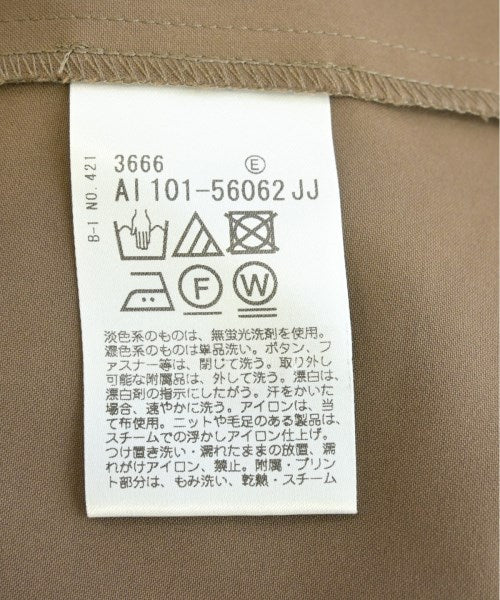 B-1 NO.421
3666 E
AI 101-56062 JJ
F W
淡色系のものは、無蛍光洗剤を使用。
濃色系のものは単品洗い。ボタン、フ
ァスナー等は、閉じて洗う。取り外し
可能な附属品は、外して洗う。漂白は、
漂白剤の指示にしたがう。汗をかいた
場合、速やかに洗う。アイロンは、当
て布使用。ニットや毛足のある製品は、
スチームでの浮かしアイロン仕上げ。
つけ置き洗い・濡れたままの放置、濡
れがけアイロン、禁止。附属・プリン
ト部分は、もみ洗い、乾熱・スチーム